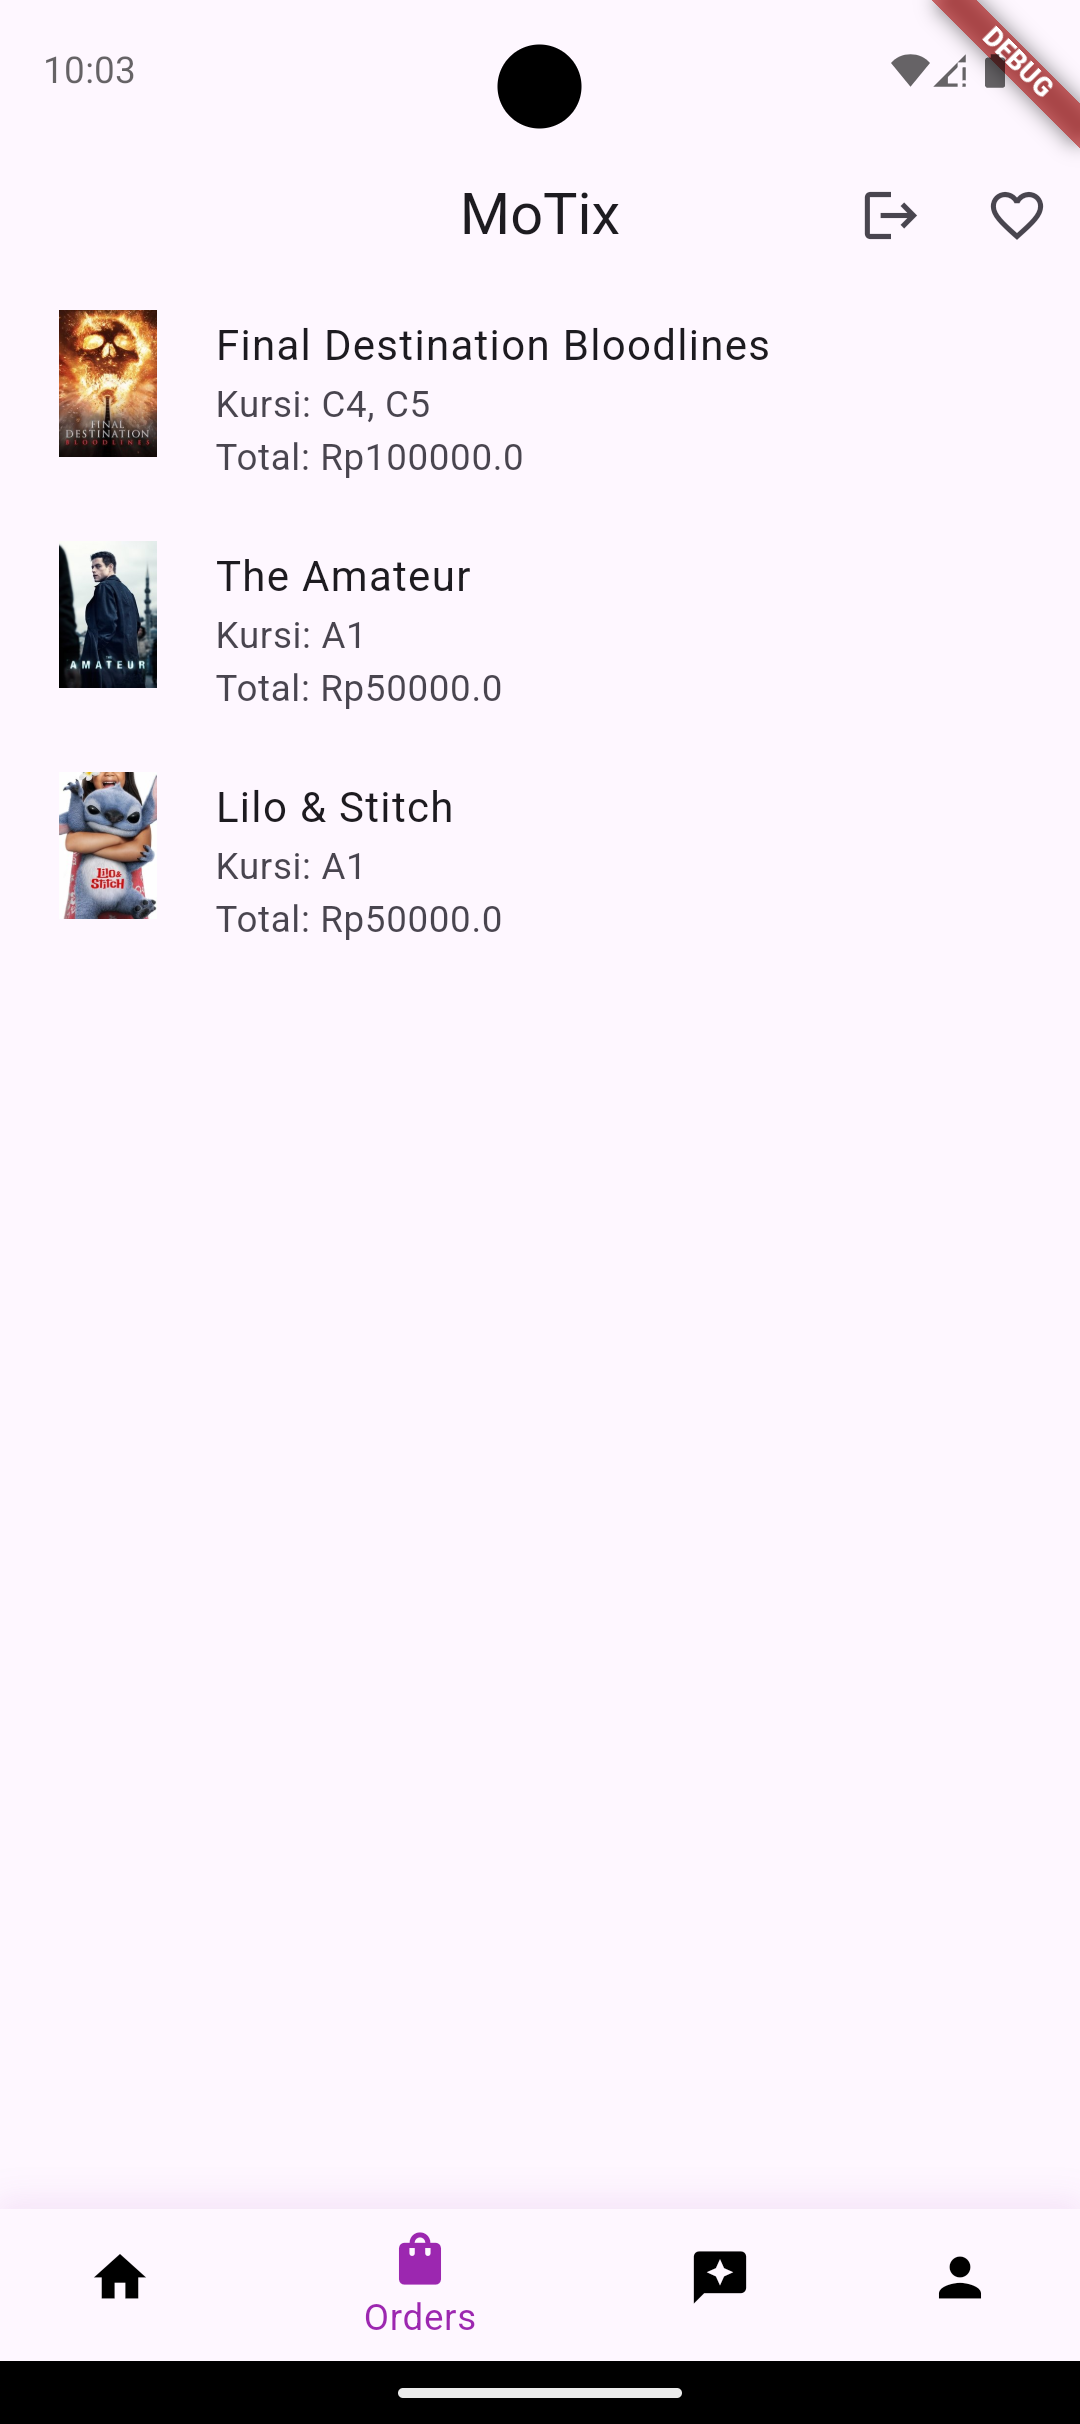 10:03
DEBUG
MoTix
Final Destination Bloodlines
Kursi: C4, C5
Total: Rp100000.0
FINAL
DESTINATION
BLOODLINES
The Amateur
Kursi: A1
Total: Rp50000.0
AMATEUR
Lilo & Stitch
Kursi: A1
Total: Rp50000.0
Lilo&
Stitch
Orders